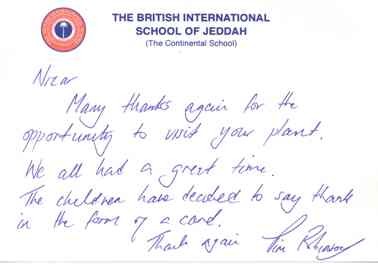 THE BRITISH INTERNATIONAL
SCHOOL OF JEDDAH
(The Continental School)
Nizar
Many thanks again for the
opportunity to visit your plant.
We all had a great time.
The children have decided to say thank
in the form of a card.
Thanks again Tim